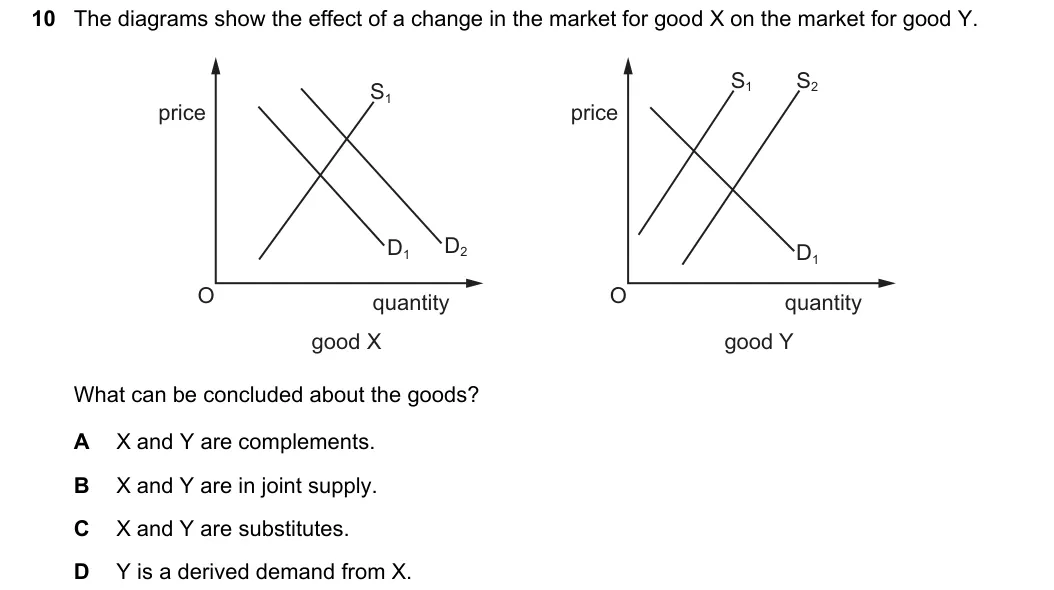 10 The diagrams show the effect of a change in the market for good X on the market for good Y.
price
S1
D1
D2
O
quantity
good X
price
S1
S2
D1
O
quantity
good Y
What can be concluded about the goods?
A X and Y are complements.
B X and Y are in joint supply.
C X and Y are substitutes.
D Y is a derived demand from X.